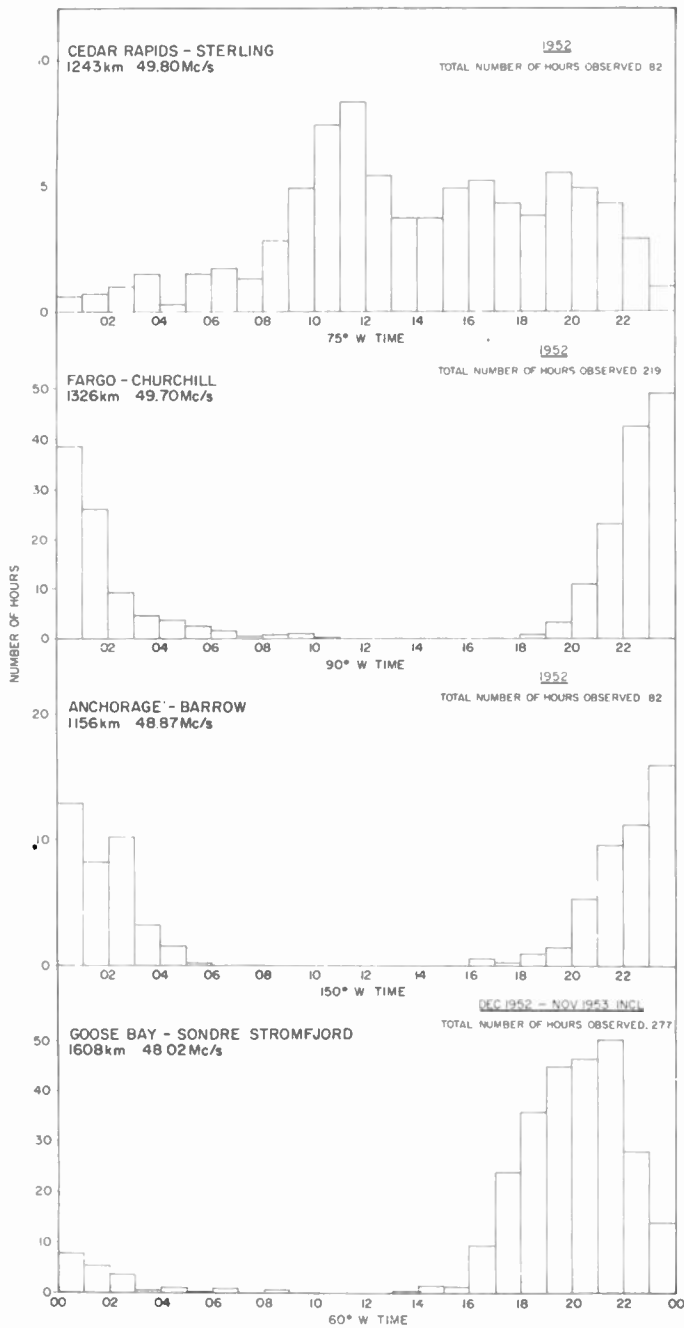 CEDAR RAPIDS - STERLING
1243km 49.80Mc/s
1952
TOTAL NUMBER OF HOURS OBSERVED 82
10
5
0
02 04 06 08 10 12 14 16 18 20 22
75° W TIME
FARGO - CHURCHILL
1326km 49.70Mc/s
1952
TOTAL NUMBER OF HOURS OBSERVED 219
50
40
30
20
10
0
02 04 06 08 10 12 14 16 18 20 22
90° W TIME
NUMBER OF HOURS
ANCHORAGE - BARROW
1156km 48.87Mc/s
1952
TOTAL NUMBER OF HOURS OBSERVED 82
20
10
0
02 04 06 08 10 12 14 16 18 20 22
150° W TIME
GOOSE BAY - SONDRE STROMFJORD
1608km 48 02Mc/s
DEC 1952 - NOV 1953 INCL
TOTAL NUMBER OF HOURS OBSERVED. 277
50
40
30
20
10
0
00 02 04 06 08 10 12 14 16 18 20 22 00
60° W TIME